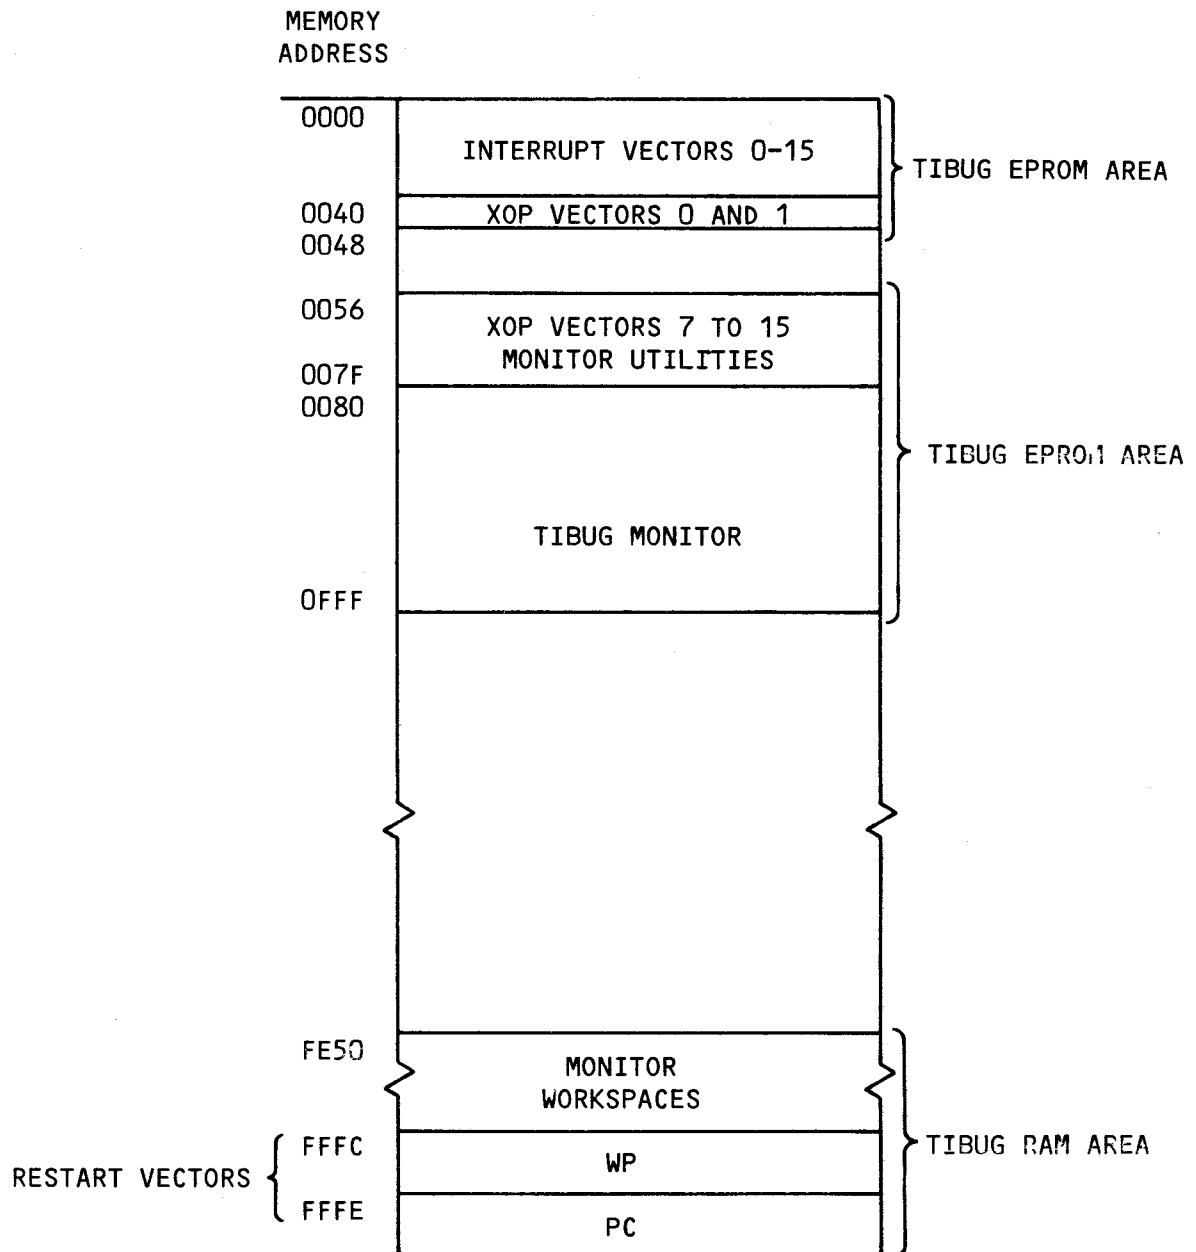 MEMORY
ADDRESS
0000
INTERRUPT VECTORS 0-15
TIBUG EPROM AREA
0040
XOP VECTORS 0 AND 1
0048
0056
XOP VECTORS 7 TO 15
MONITOR UTILITIES
007F
0080
TIBUG EPROM AREA
TIBUG MONITOR
0FFF
FE50
MONITOR
WORKSPACES
FFFC
WP
TIBUG RAM AREA
RESTART VECTORS
FFFE
PC